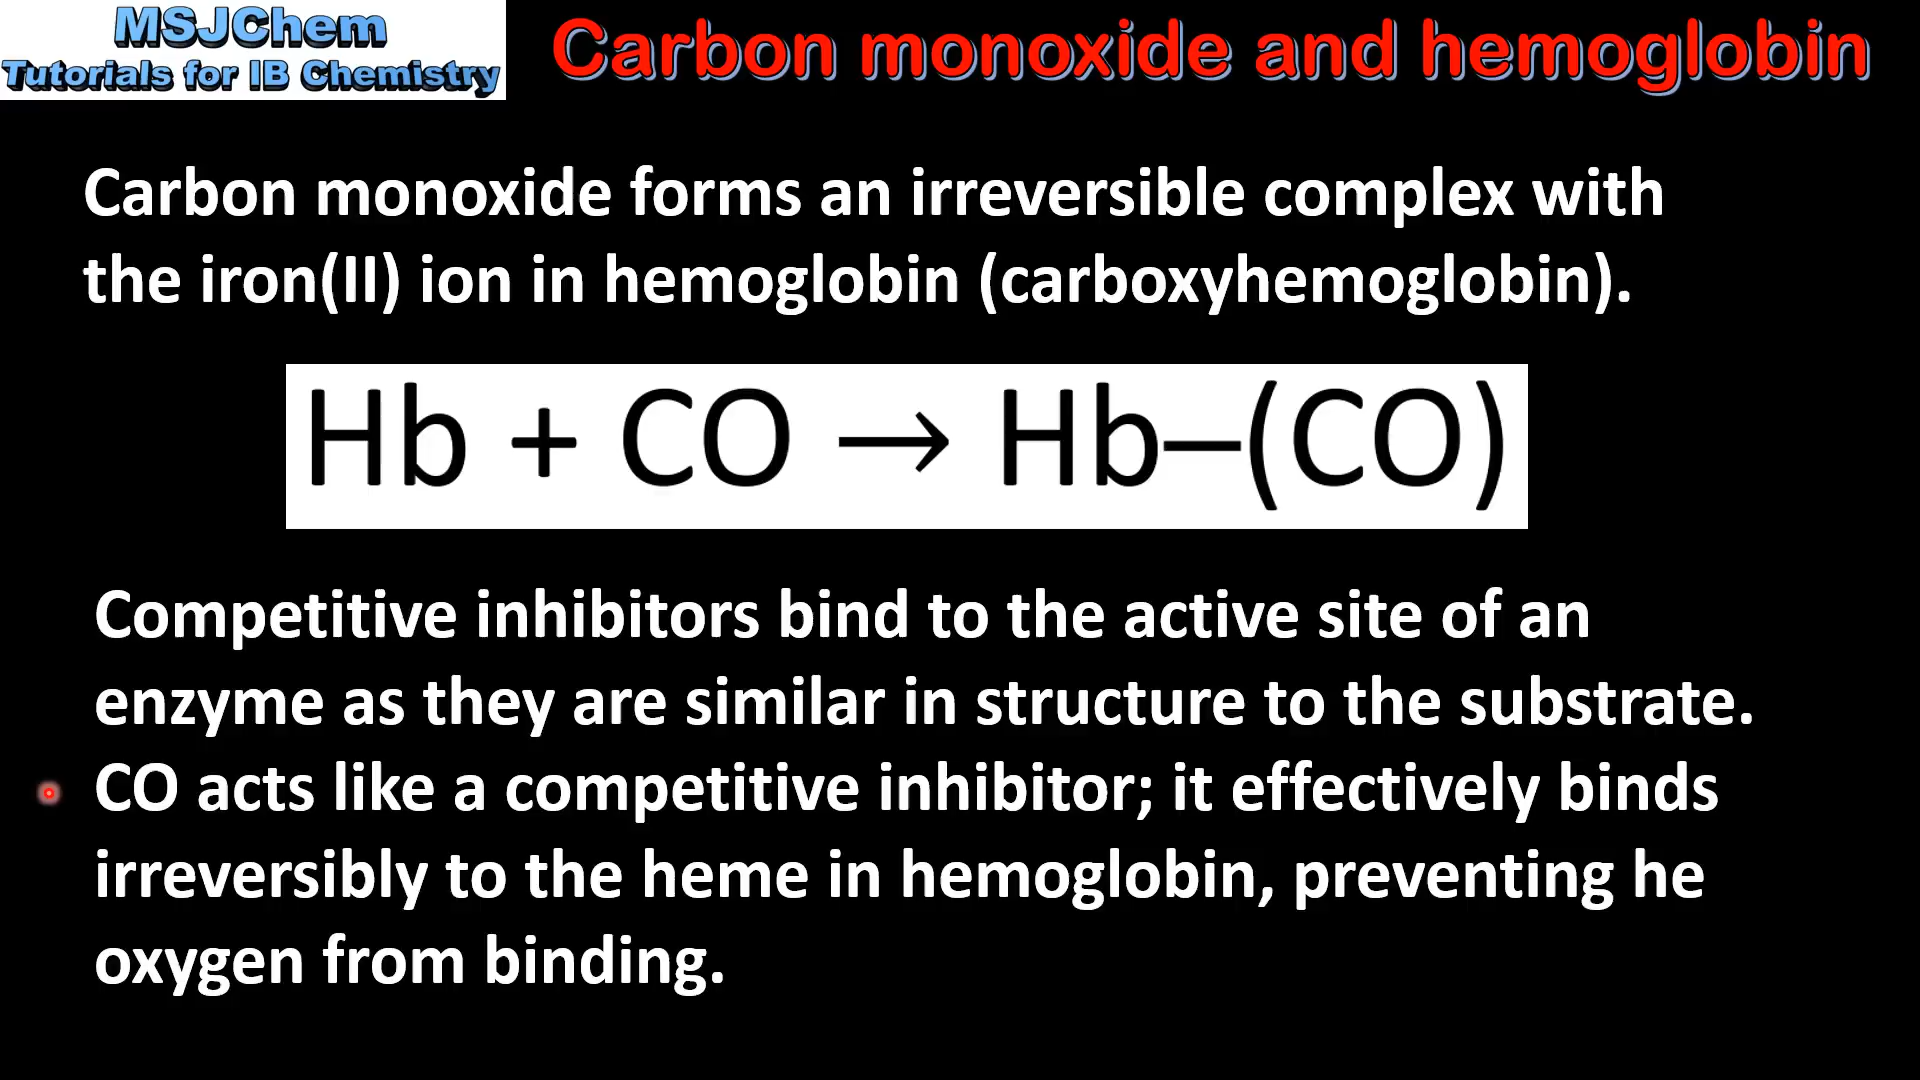 MSJChem
Tutorials for IB Chemistry
Carbon monoxide and hemoglobin
Carbon monoxide forms an irreversible complex with
the iron(II) ion in hemoglobin (carboxyhemoglobin).
Hb + CO → Hb–(CO)
Competitive inhibitors bind to the active site of an
enzyme as they are similar in structure to the substrate.
CO acts like a competitive inhibitor; it effectively binds
irreversibly to the heme in hemoglobin, preventing he
oxygen from binding.